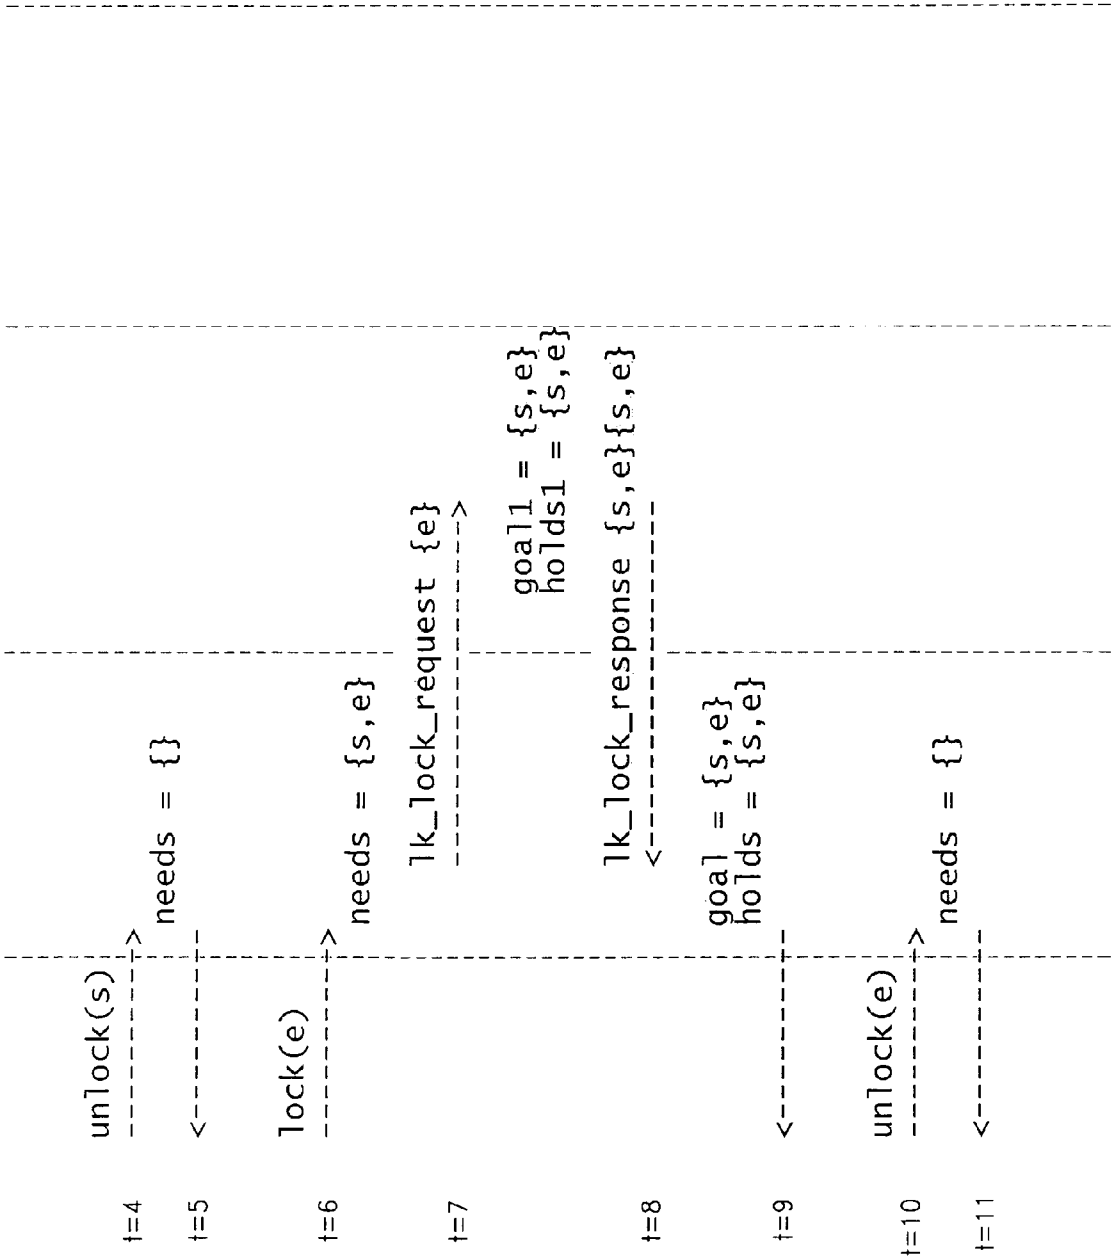 unlock(s)
t=4 ----------->
needs = {}
t=5 <-----------
lock(e)
t=6 ----------->
needs = {s,e}
lk_lock_request {e}
t=7 -------------------->
goal1 = {s,e}
holds1 = {s,e}
lk_lock_response {s,e}{s,e}
t=8 <--------------------
goal = {s,e}
holds = {s,e}
t=9 <-----------
unlock(e)
t=10 ----------->
needs = {}
t=11 <-----------